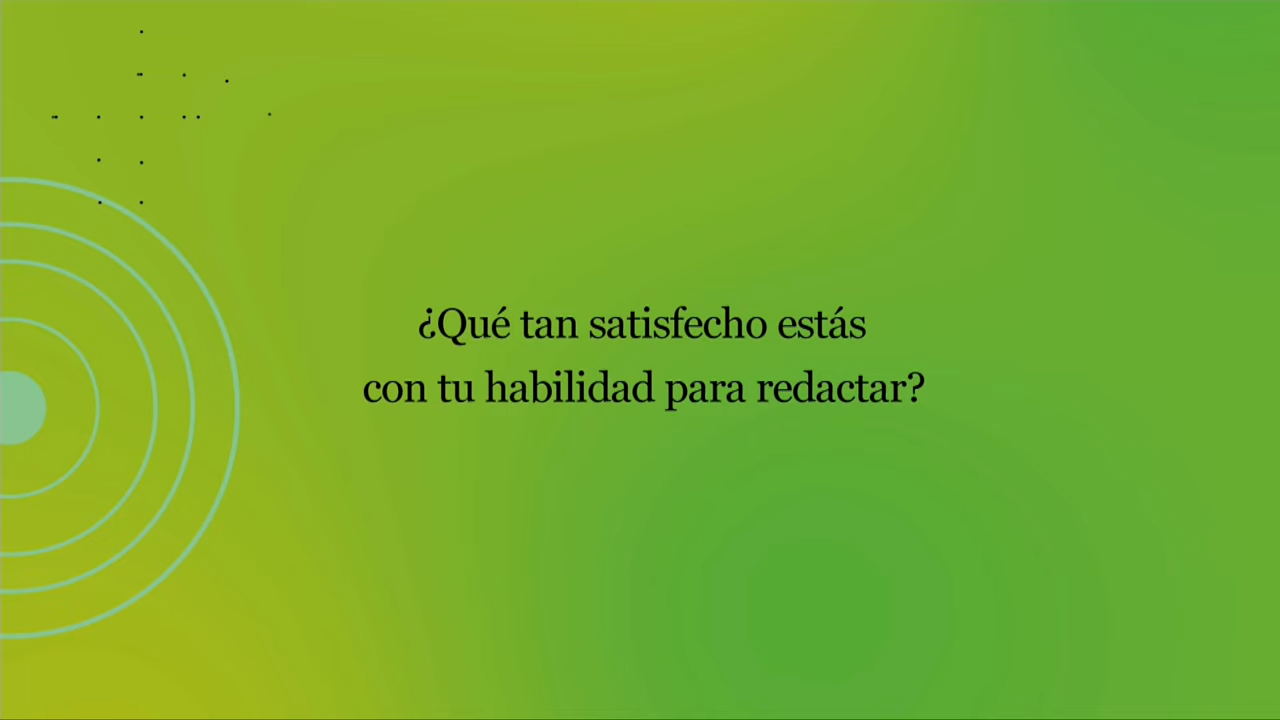 ¿Qué tan satisfecho estás
con tu habilidad para redactar?